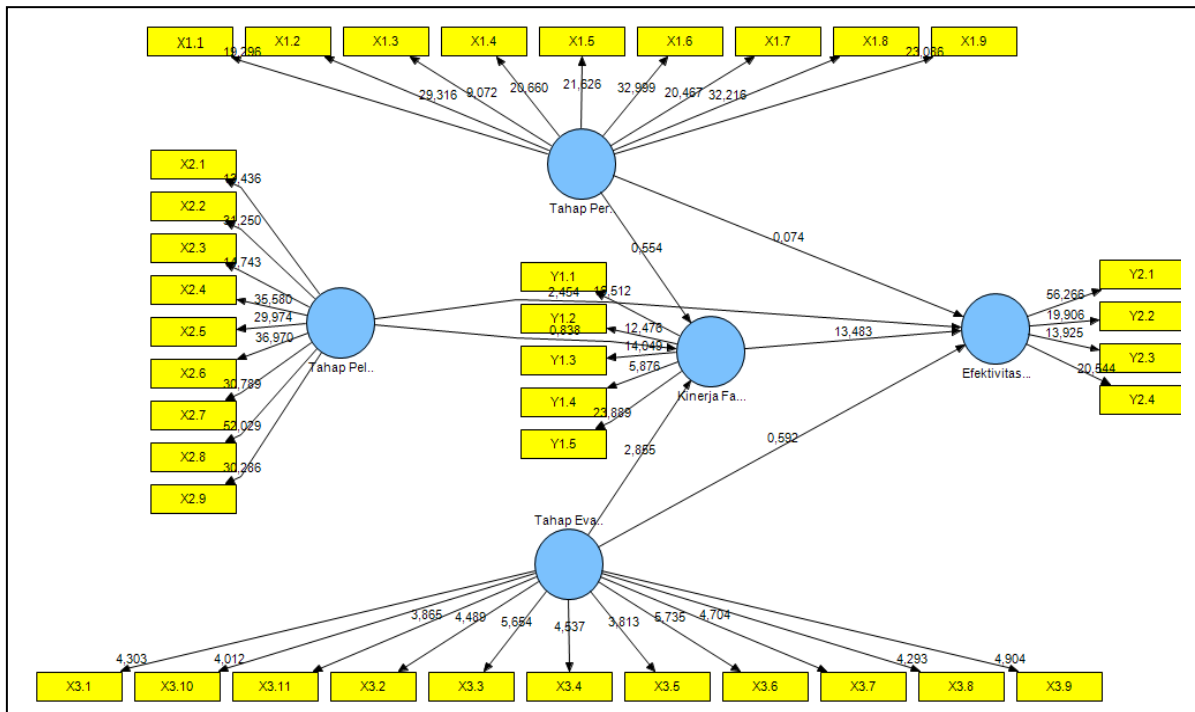 X1.1 X1.2 X1.3 X1.4 X1.5 X1.6 X1.7 X1.8 X1.9
19,296 29,316 9,072 20,660 21,626 32,999 20,467 32,216 23,036
Tahap Per..
X2.1
X2.2
X2.3
X2.4
X2.5
X2.6
X2.7
X2.8
X2.9
31,250
14,743
35,580
29,974
36,970
30,789
52,029
30,286
Tahap Pel..
0,554
0,074
2,454
0,838
Y1.1
Y1.2
Y1.3
Y1.4
Y1.5
12,478
14,049
5,876
23,889
Kinerja Fa...
13,483
Efektivitas...
Y2.1
Y2.2
Y2.3
Y2.4
56,266
19,906
13,925
20,544
0,592
Tahap Eva..
4,303 4,012 3,865 4,489 5,654 4,537 3,813 5,735 4,704 4,293 4,904
X3.1 X3.10 X3.11 X3.2 X3.3 X3.4 X3.5 X3.6 X3.7 X3.8 X3.9